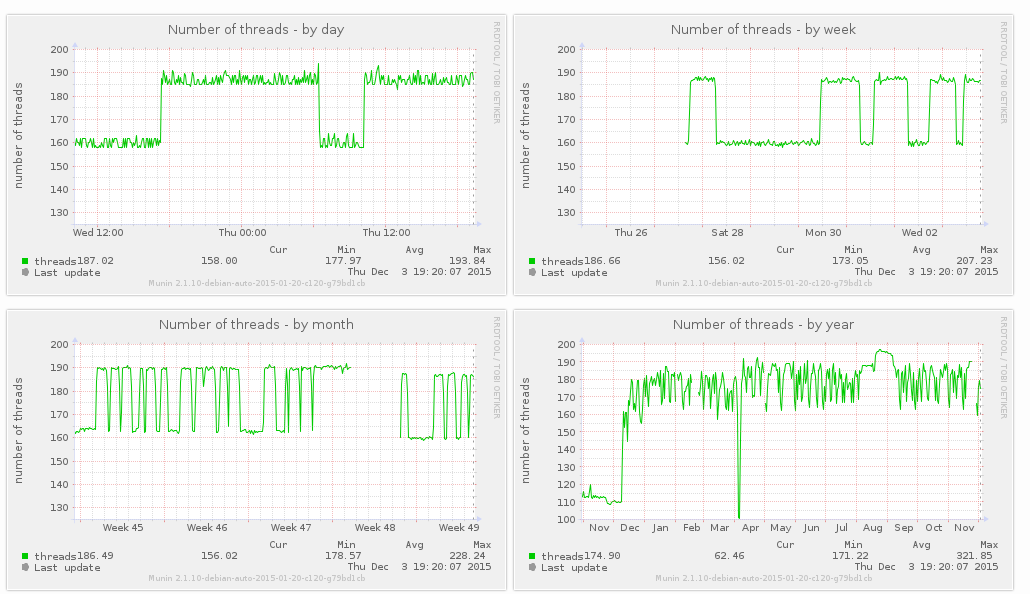 Number of threads - by day
RRDTOOL / TOBI OETIKER
number of threads
200
190
180
170
160
150
140
130
Wed 12:00 Thu 00:00 Thu 12:00
Cur Min Avg Max
threads187.02 158.00 177.97 193.84
Last update Thu Dec 3 19:20:07 2015
Munin 2.1.10-debian-auto-2015-01-20-c120-g79bd1cb
Number of threads - by week
RRDTOOL / TOBI OETIKER
number of threads
200
190
180
170
160
150
140
130
Thu 26 Sat 28 Mon 30 Wed 02
Cur Min Avg Max
threads186.66 156.02 173.05 207.23
Last update Thu Dec 3 19:20:07 2015
Munin 2.1.10-debian-auto-2015-01-20-c120-g79bd1cb
Number of threads - by month
RRDTOOL / TOBI OETIKER
number of threads
200
190
180
170
160
150
140
130
Week 45 Week 46 Week 47 Week 48 Week 49
Cur Min Avg Max
threads186.49 156.02 178.57 228.24
Last update Thu Dec 3 19:20:07 2015
Munin 2.1.10-debian-auto-2015-01-20-c120-g79bd1cb
Number of threads - by year
RRDTOOL / TOBI OETIKER
number of threads
200
190
180
170
160
150
140
130
120
110
100
Nov Dec Jan Feb Mar Apr May Jun Jul Aug Sep Oct Nov
Cur Min Avg Max
threads174.90 62.46 171.22 321.85
Last update Thu Dec 3 19:20:07 2015
Munin 2.1.10-debian-auto-2015-01-20-c120-g79bd1cb